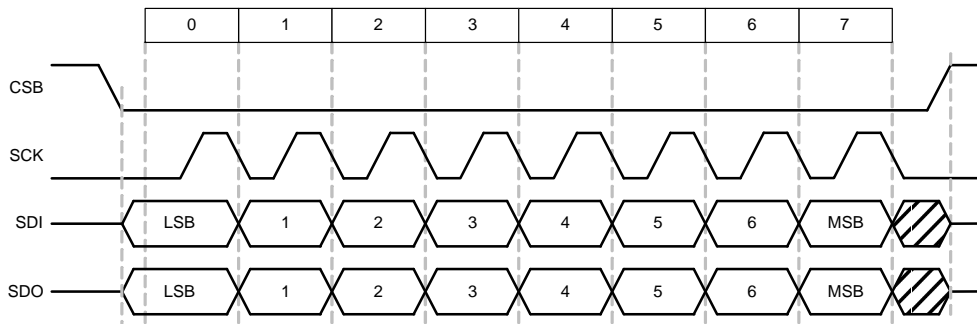 0 1 2 3 4 5 6 7
CSB
SCK
SDI LSB 1 2 3 4 5 6 MSB
SDO LSB 1 2 3 4 5 6 MSB